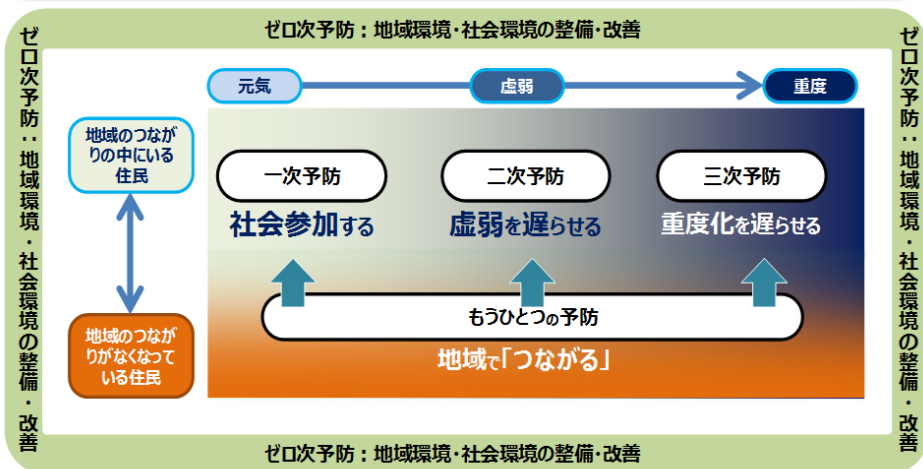 ゼロ次予防：地域環境・社会環境の整備・改善
ゼロ次予防：地域環境・社会環境の整備・改善
ゼロ次予防：地域環境・社会環境の整備・改善
元気
虚弱
重度
地域のつなが
りの中にいる
住民
一次予防
二次予防
三次予防
社会参加する
虚弱を遅らせる
重度化を遅らせる
もうひとつの予防
地域で「つながる」
地域のつなが
りがなくなって
いる住民
ゼロ次予防：地域環境・社会環境の整備・改善